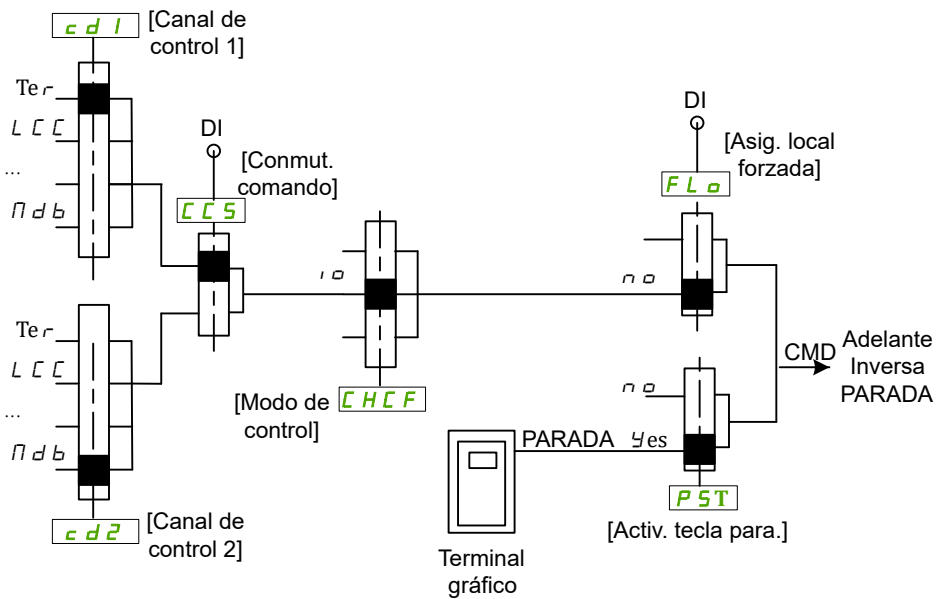 cd1
[Canal de
control 1]
Ter
LCC
...
Mdb
DI
[Conmut.
comando]
CCS
io
[Modo de
control]
CHCF
DI
[Asig. local
forzada]
FLo
no
Ter
LCC
...
Mdb
cd2
[Canal de
control 2]
no
PARADA
Yes
PST
[Activ. tecla para.]
Terminal
gráfico
CMD
Adelante
Inversa
PARADA